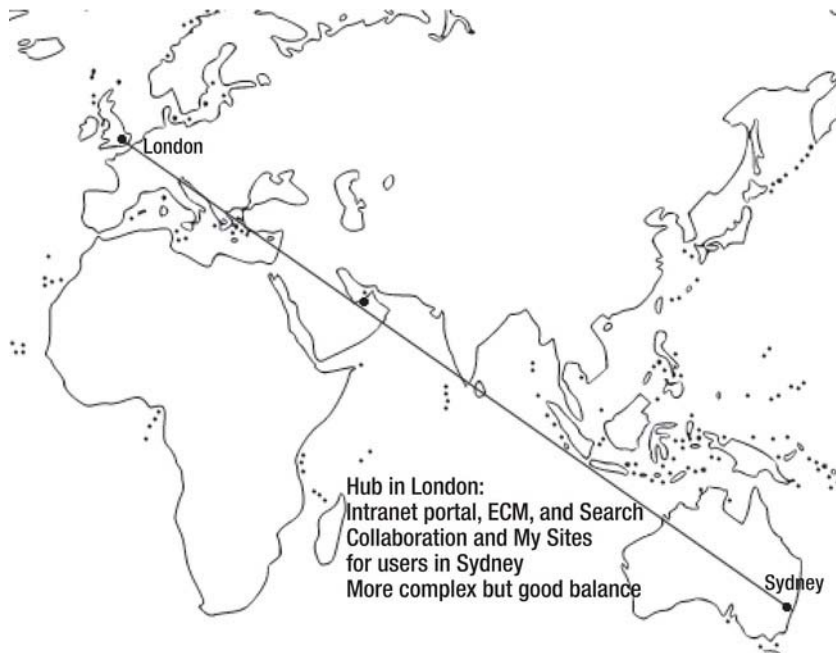 London
Hub in London:
Intranet portal, ECM, and Search
Collaboration and My Sites
for users in Sydney
More complex but good balance
Sydney